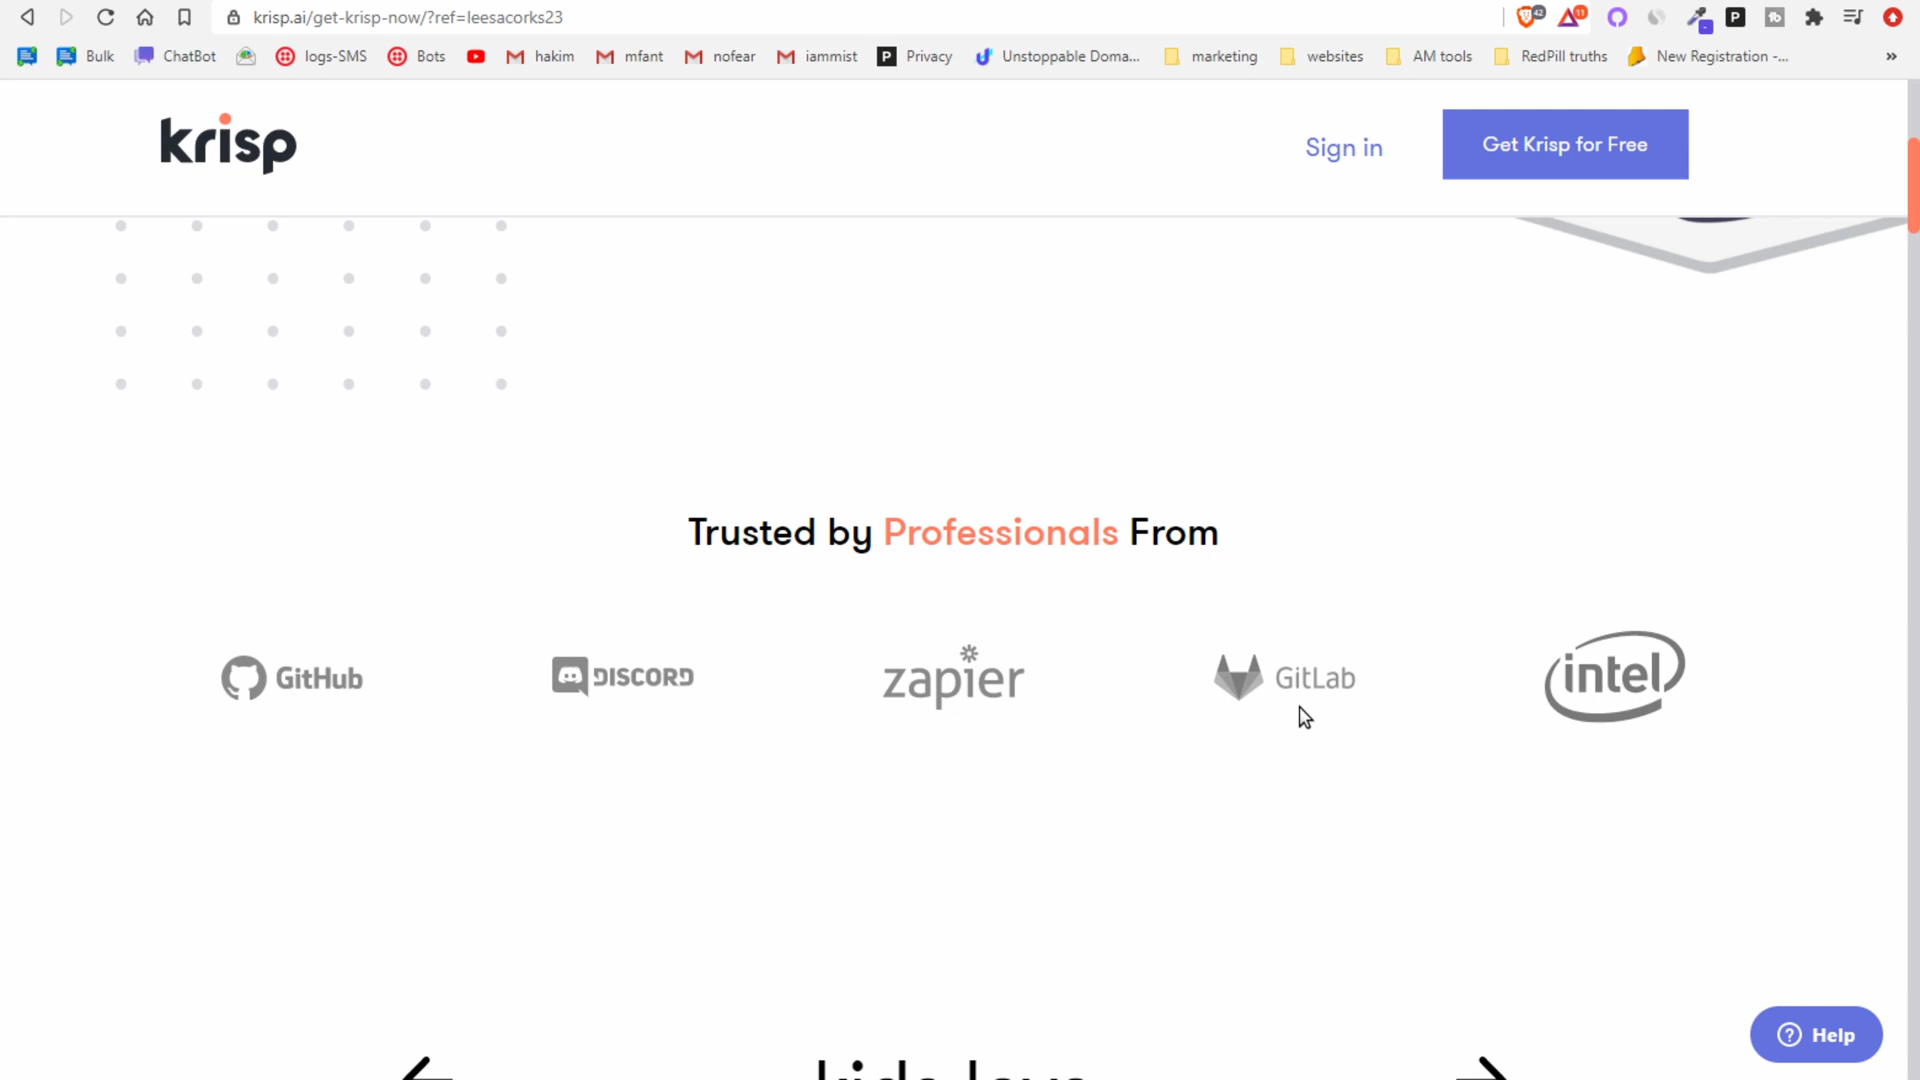 krisp.ai/get-krisp-now/?ref=leesacorks23
42
11
P
Bulk
ChatBot
logs-SMS
Bots
hakim
mfant
nofear
iammist
P
Privacy
Unstoppable Doma...
marketing
websites
AM tools
RedPill truths
New Registration -...
»
krisp
Sign in
Get Krisp for Free
Trusted by Professionals From
GitHub
DISCORD
zapier
GitLab
intel
Help